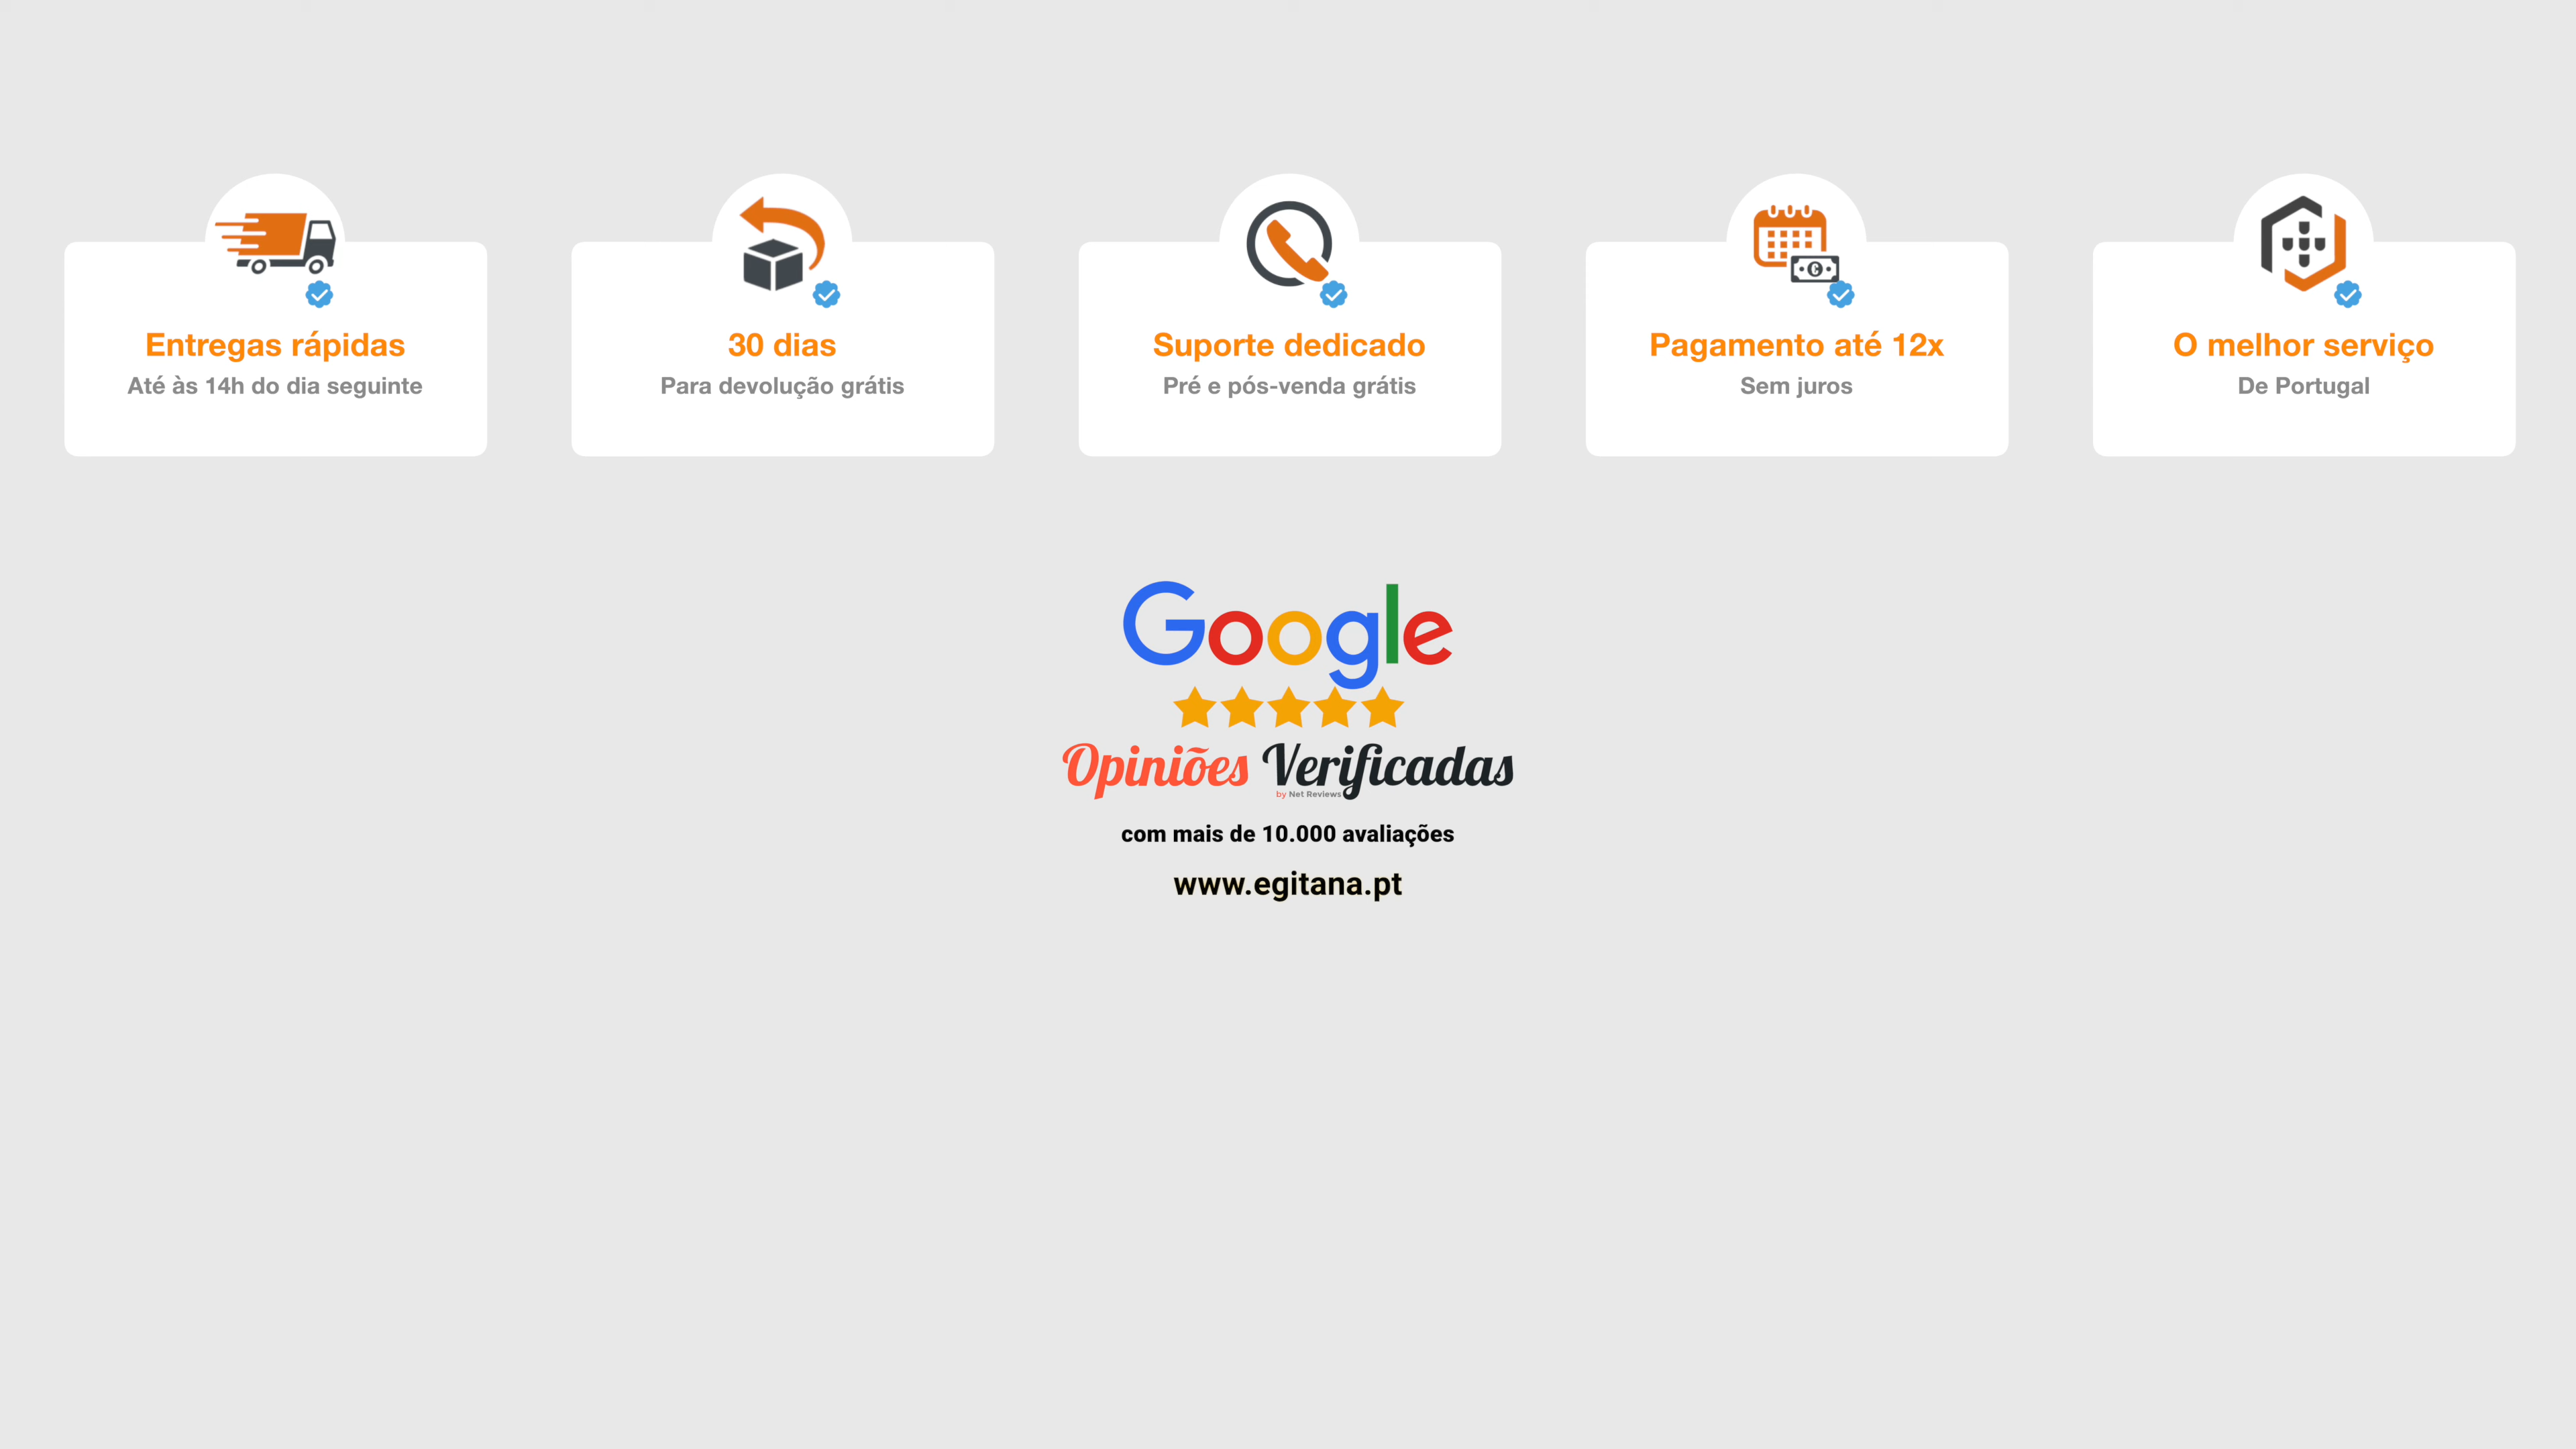 Entregas rápidas
Até às 14h do dia seguinte
30 dias
Para devolução grátis
Suporte dedicado
Pré e pós-venda grátis
Pagamento até 12x
Sem juros
O melhor serviço
De Portugal
Google
Opiniões Verificadas
by Net Reviews
com mais de 10.000 avaliações
www.egitana.pt